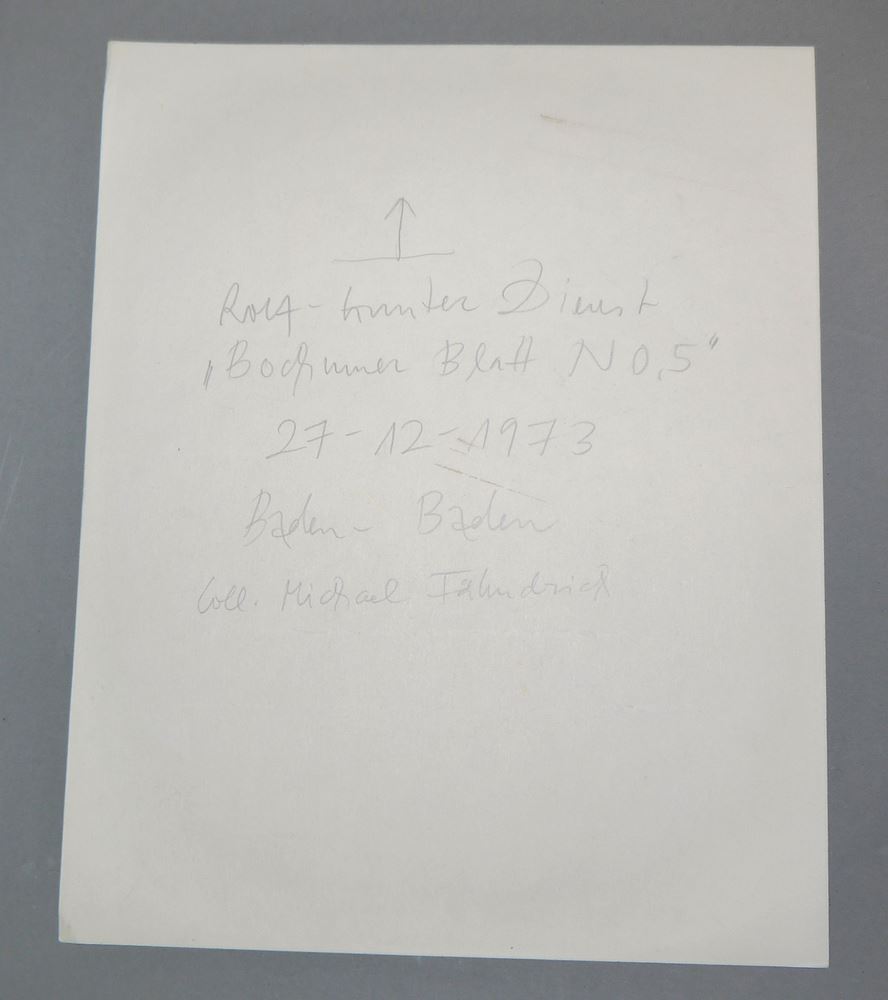 Rolf-Gunter Dienst
„Bochumer Blatt NO.5"
27-12-1973
Baden-Baden
Coll. Michael Fähndrich